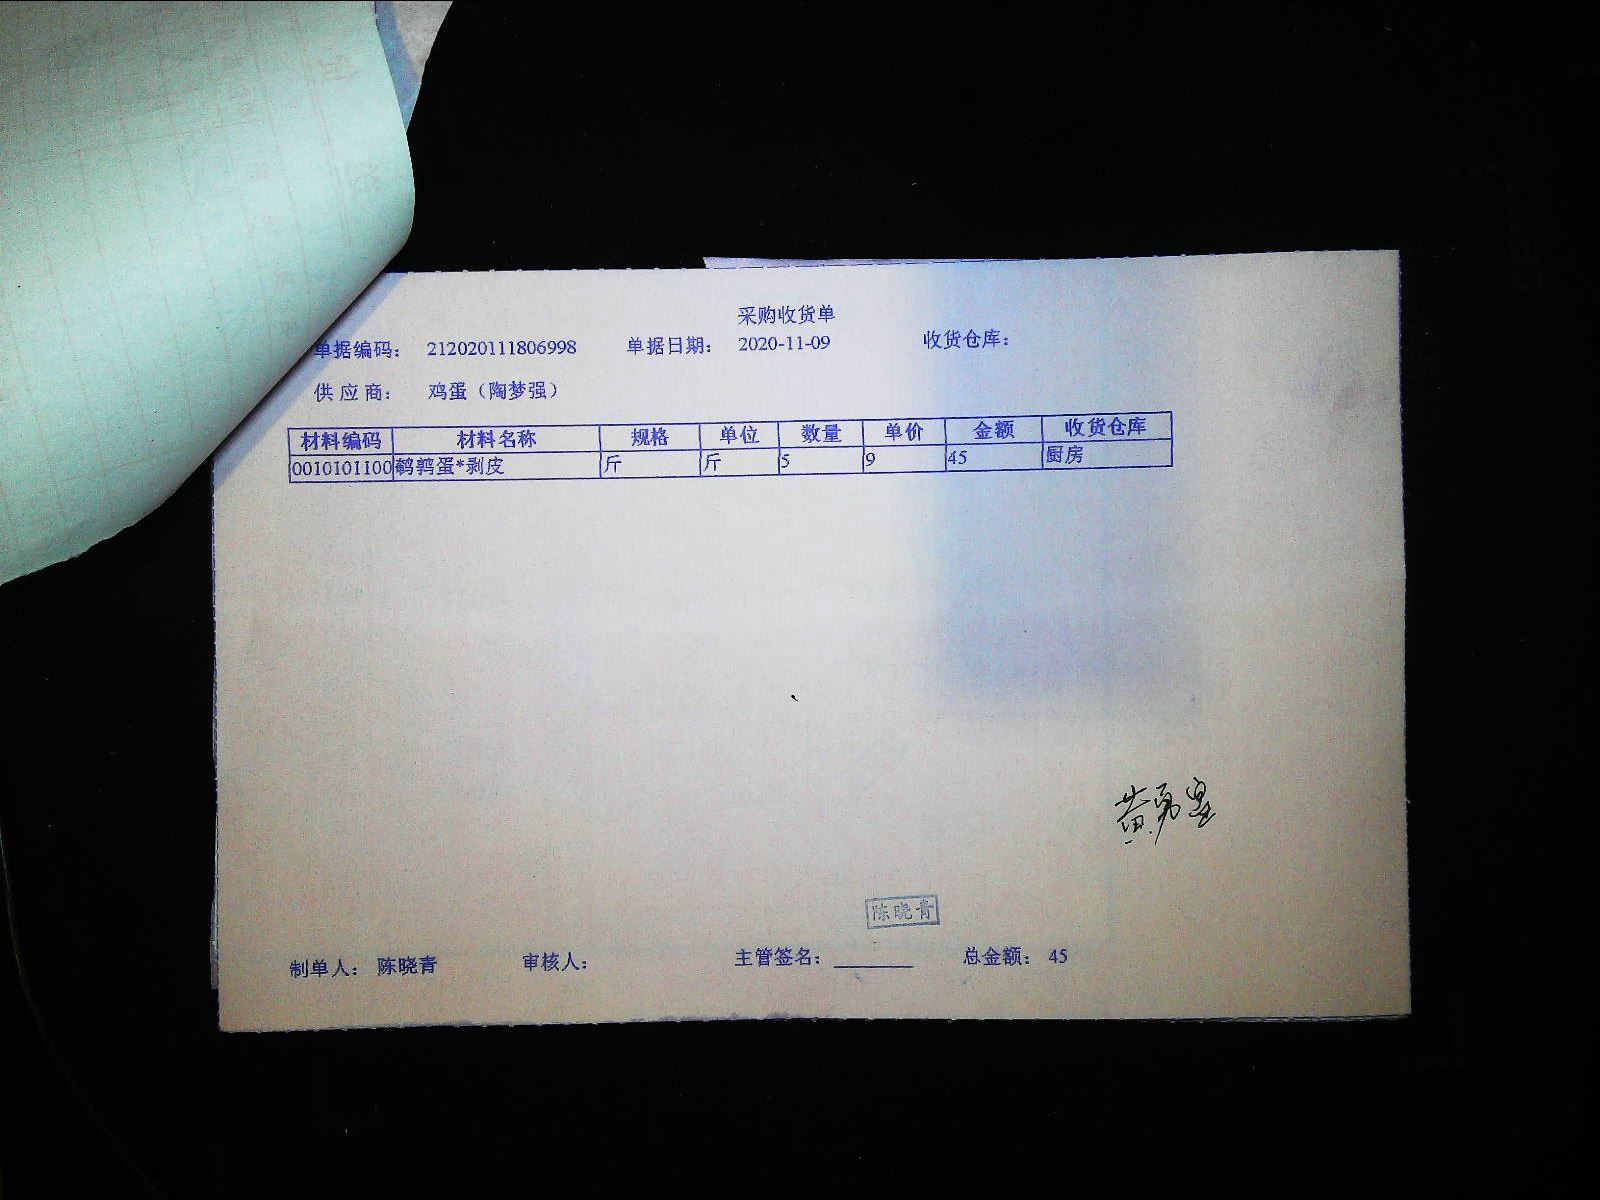 采购收货单
单据编码： 212020111806998 单据日期： 2020-11-09 收货仓库：
供应商： 鸡蛋（陶梦强）
材料编码 材料名称 规格 单位 数量 单价 金额 收货仓库
0010101100 鹌鹑蛋*剥皮 斤 斤 5 9 45 厨房
陈晓青
制单人： 陈晓青 审核人： 主管签名： 总金额： 45